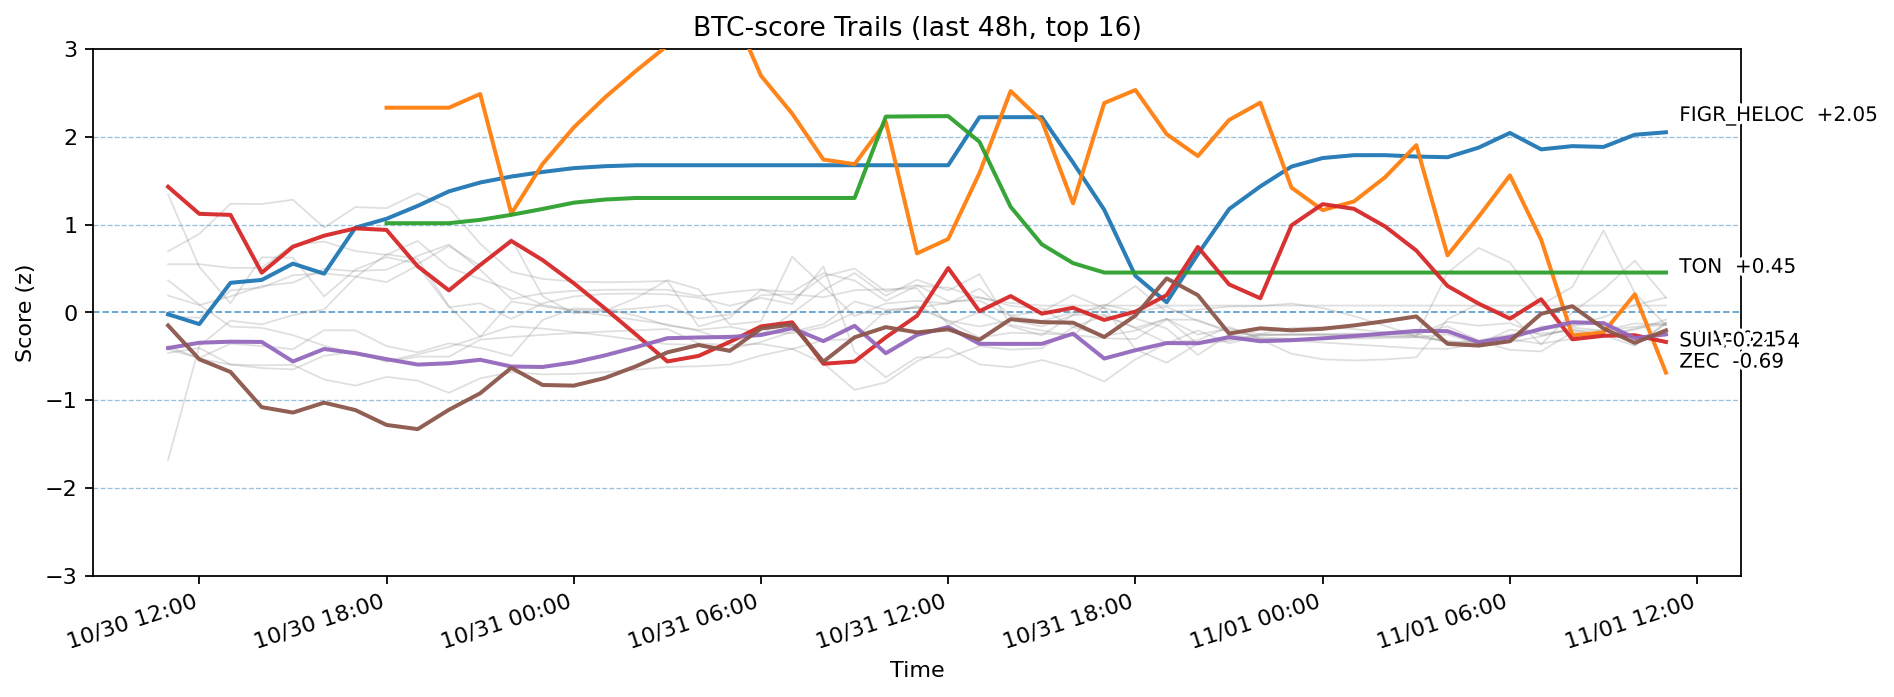 BTC-score Trails (last 48h, top 16)
3
2
1
0
−1
−2
−3
Score (z)
FIGR_HELOC +2.05
TON +0.45
ZEC -0.69
10/30 12:00
10/30 18:00
10/31 00:00
10/31 06:00
10/31 12:00
10/31 18:00
11/01 00:00
11/01 06:00
11/01 12:00
Time